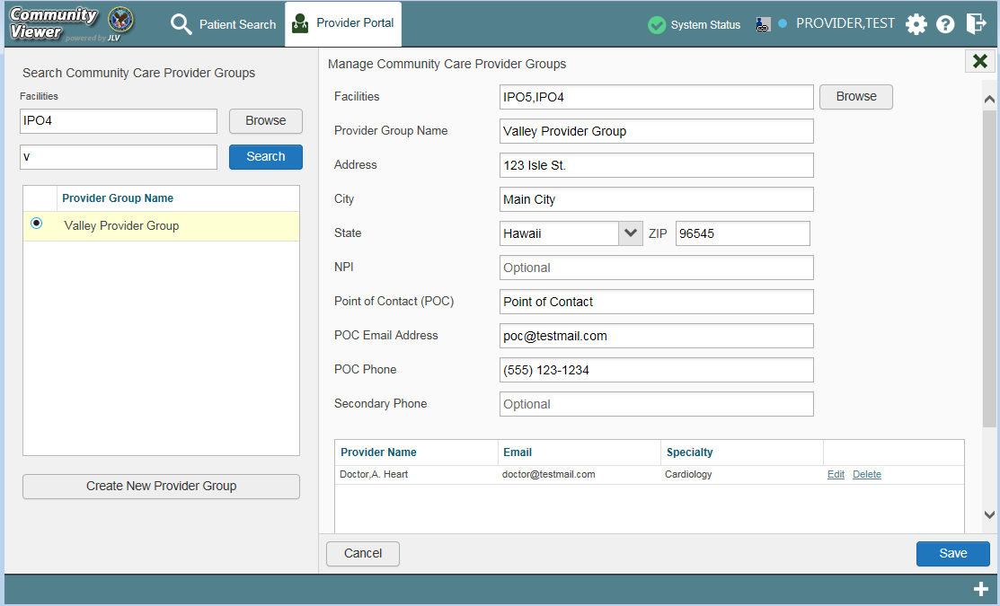 Community
Viewer
powered by JLV
Patient Search
Provider Portal
System Status
PROVIDER,TEST
Search Community Care Provider Groups
Facilities
IPO4
Browse
v
Search
Provider Group Name
Valley Provider Group
Create New Provider Group
Manage Community Care Provider Groups
Facilities IPO5,IPO4 Browse
Provider Group Name Valley Provider Group
Address 123 Isle St.
City Main City
State Hawaii ZIP 96545
NPI Optional
Point of Contact (POC) Point of Contact
POC Email Address poc@testmail.com
POC Phone (555) 123-1234
Secondary Phone Optional
Provider Name Email Specialty
Doctor,A. Heart doctor@testmail.com Cardiology Edit Delete
Cancel Save